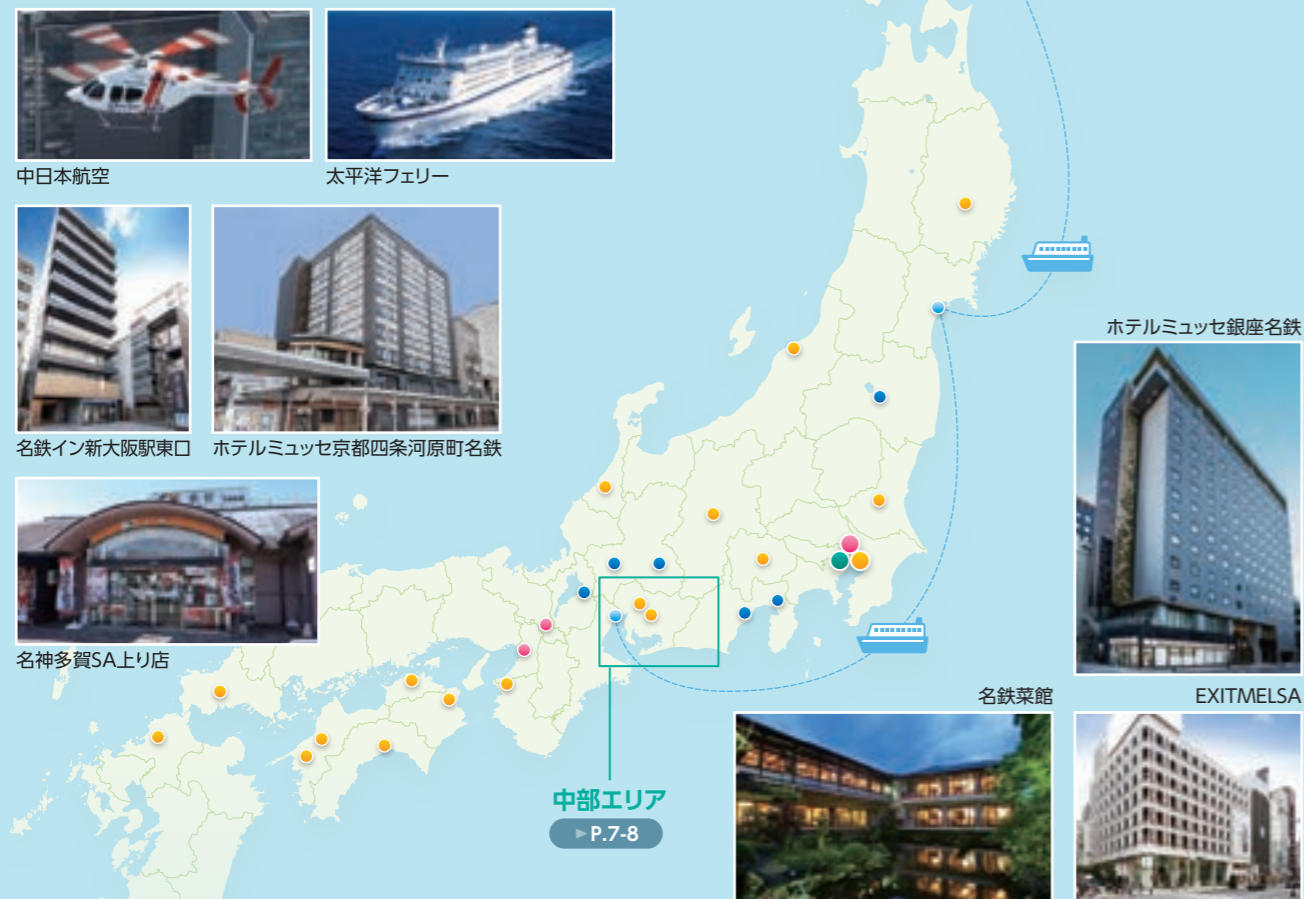 中日本航空
太平洋フェリー
名鉄イン新大阪駅東口
ホテルミュッセ京都四条河原町名鉄
名神多賀SA上り店
ホテルミュッセ銀座名鉄
名鉄菜館
EXITMELSA
中部エリア
▶P.7-8